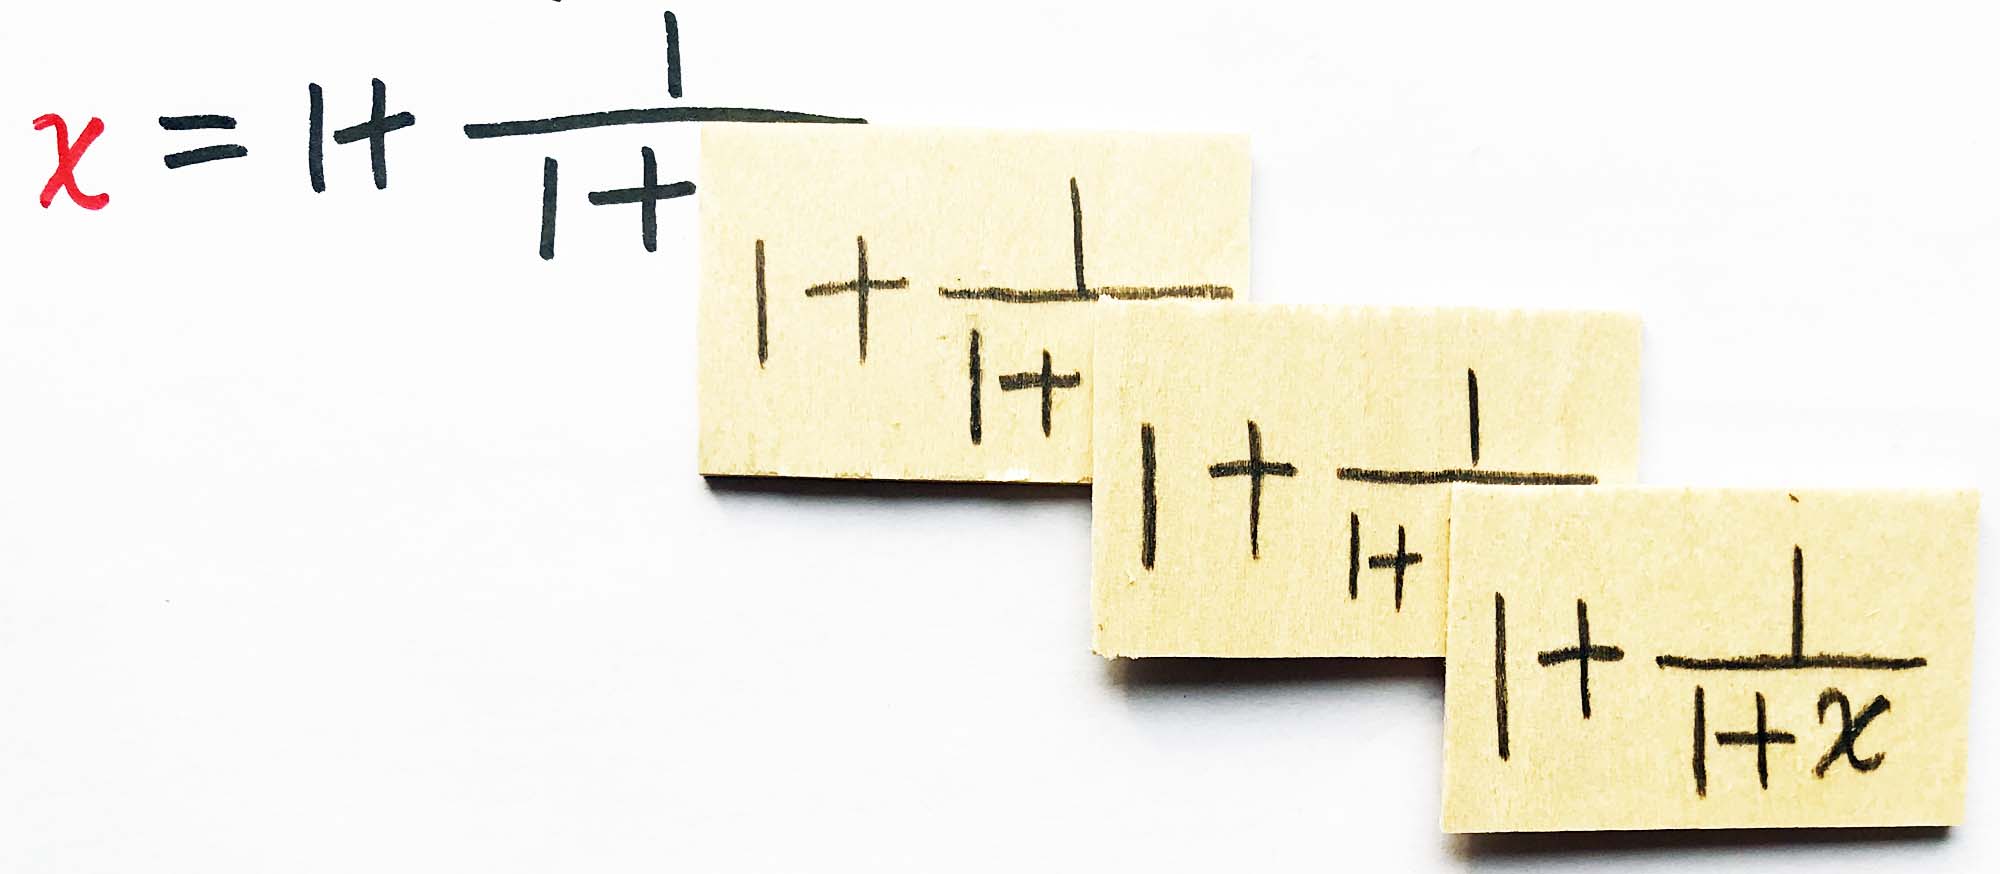 x = 1 + 1
1 +
1 + 1
1 +
1 + 1
1 +
1 + 1
1 + x